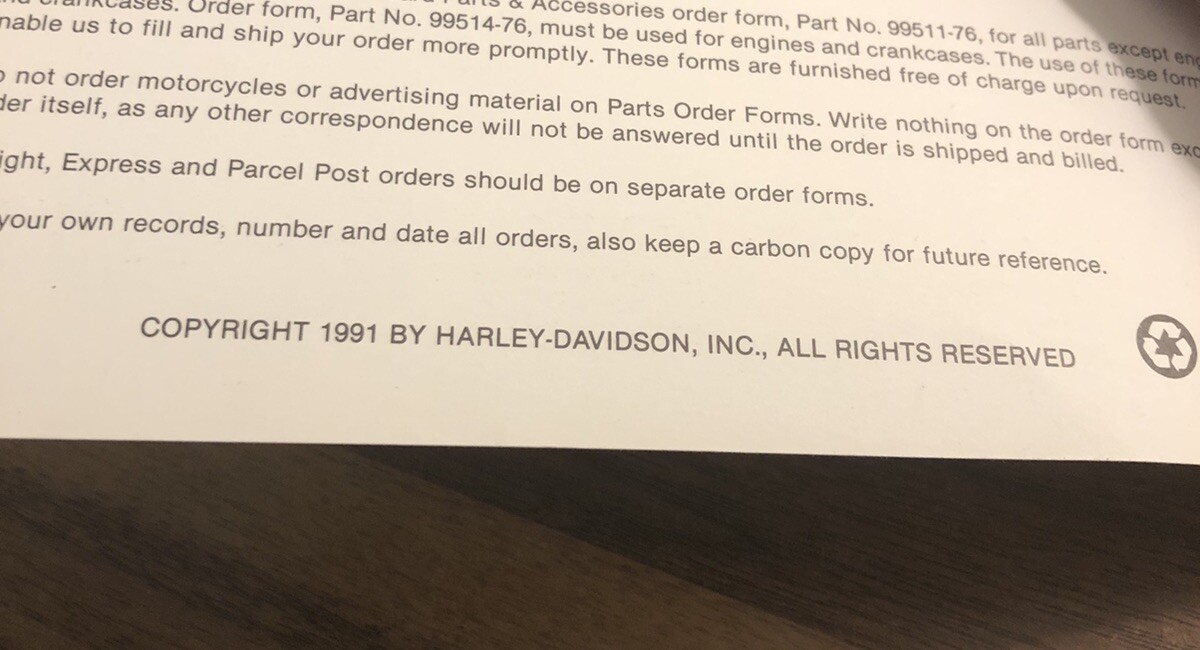 crankcases. Order form, Part No. 99514-76, must be used for engines and crankcases. The use of these form
& Accessories order form, Part No. 99511-76, for all parts except eng
nable us to fill and ship your order more promptly. These forms are furnished free of charge upon request.
o not order motorcycles or advertising material on Parts Order Forms. Write nothing on the order form exc
der itself, as any other correspondence will not be answered until the order is shipped and billed.
ight, Express and Parcel Post orders should be on separate order forms.
your own records, number and date all orders, also keep a carbon copy for future reference.
COPYRIGHT 1991 BY HARLEY-DAVIDSON, INC., ALL RIGHTS RESERVED